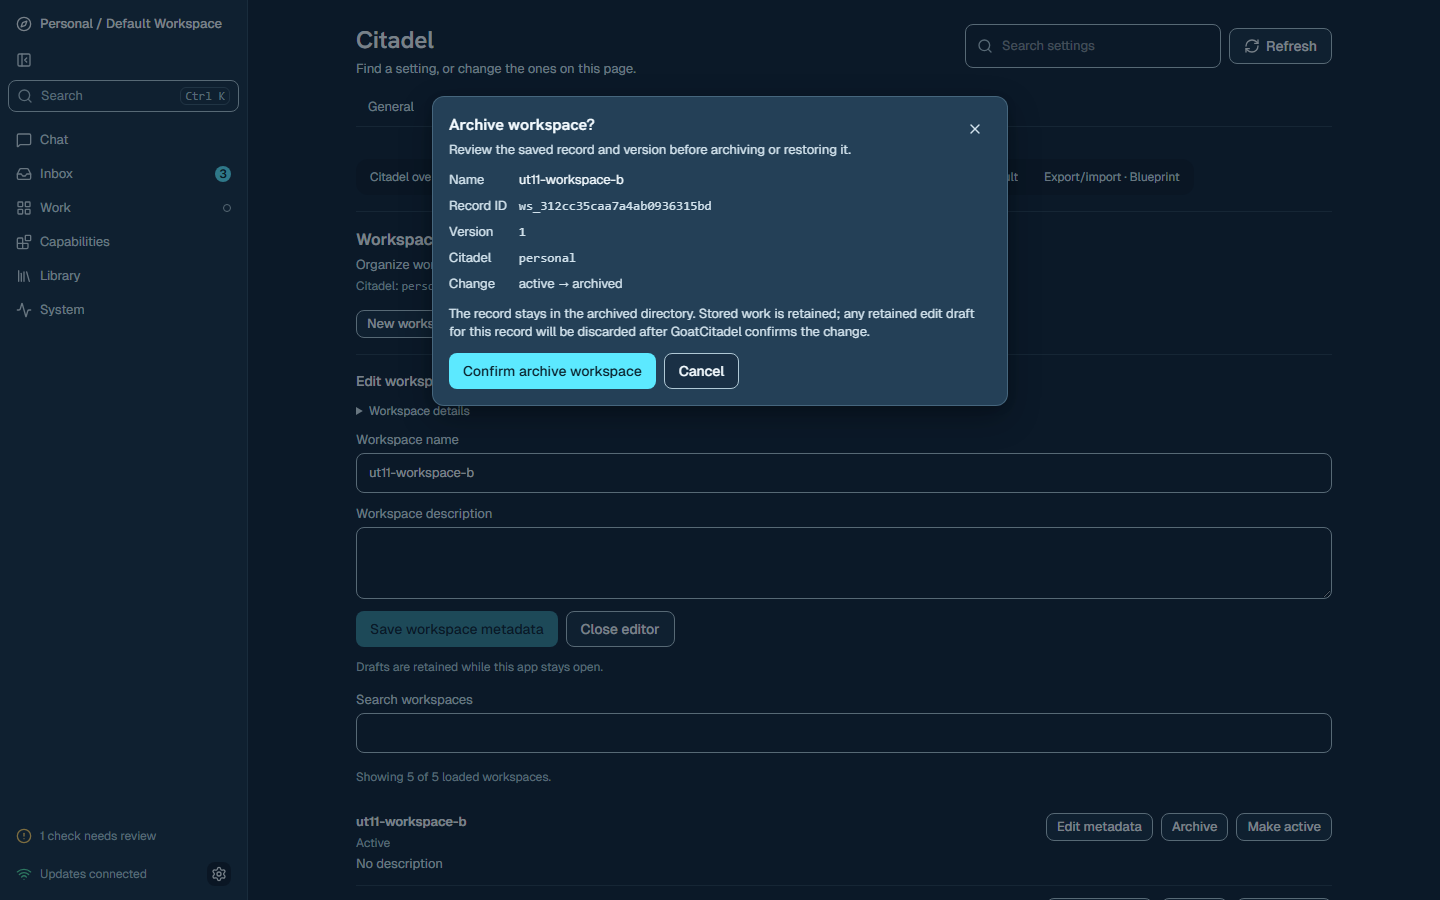 Personal / Default Workspace
Search
Ctrl K
Chat
Inbox
3
Work
Capabilities
Library
System
1 check needs review
Updates connected
Citadel
Find a setting, or change the ones on this page.
Search settings
Refresh
General
Citadel ove
ult
Export/import · Blueprint
Workspac
Organize wor
Citadel: perso
New works
Archive workspace?
Review the saved record and version before archiving or restoring it.
Name ut11-workspace-b
Record ID ws_312cc35caa7a4ab0936315bd
Version 1
Citadel personal
Change active → archived
The record stays in the archived directory. Stored work is retained; any retained edit draft
for this record will be discarded after GoatCitadel confirms the change.
Confirm archive workspace
Cancel
Edit worksp
Workspace details
Workspace name
ut11-workspace-b
Workspace description
Save workspace metadata
Close editor
Drafts are retained while this app stays open.
Search workspaces
Showing 5 of 5 loaded workspaces.
ut11-workspace-b
Active
No description
Edit metadata
Archive
Make active